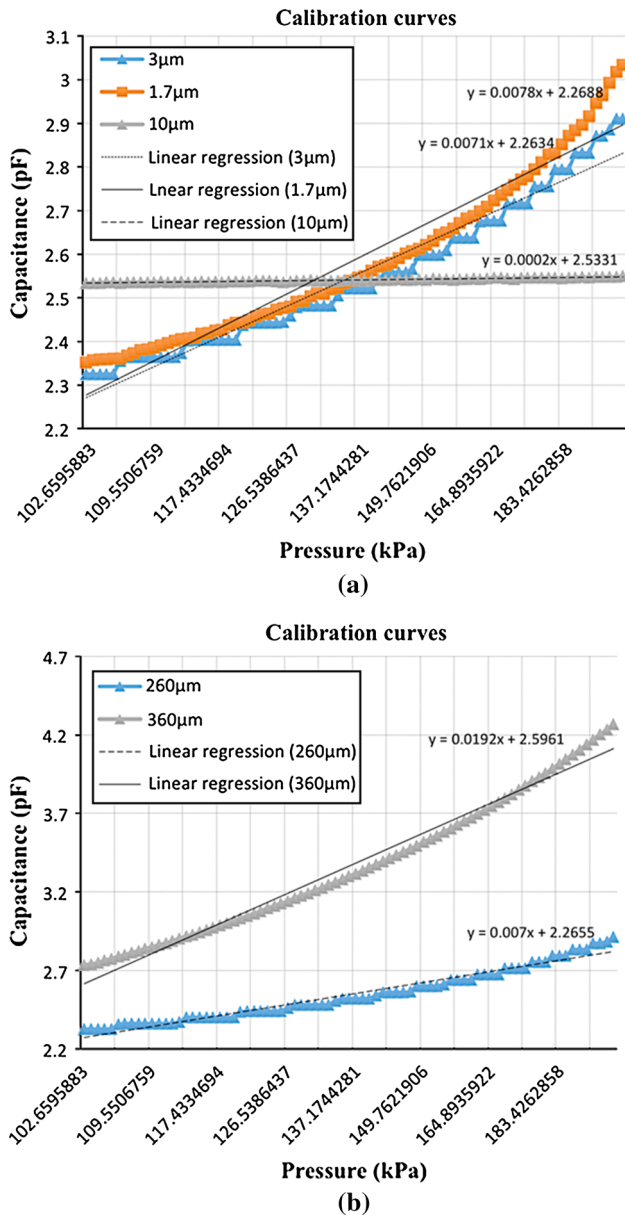 Calibration curves
3.1
3
2.9
2.8
2.7
2.6
2.5
2.4
2.3
2.2
Capacitance (pF)
3µm
1.7µm
10µm
Linear regression (3µm)
Lnear regression (1.7µm)
Linear regression (10µm)
y = 0.0078x + 2.2688
y = 0.0071x + 2.2634
y = 0.0002x + 2.5331
102.6595883
109.5506759
117.4334694
126.5386437
137.1744281
149.7621906
164.8935922
183.4262858
Pressure (kPa)
(a)
Calibration curves
4.7
4.2
3.7
3.2
2.7
2.2
Capacitance (pF)
260µm
360µm
Linear regression (260µm)
Linear regression (360µm)
y = 0.0192x + 2.5961
y = 0.007x + 2.2655
102.6595883
109.5506759
117.4334694
126.5386437
137.1744281
149.7621906
164.8935922
183.4262858
Pressure (kPa)
(b)